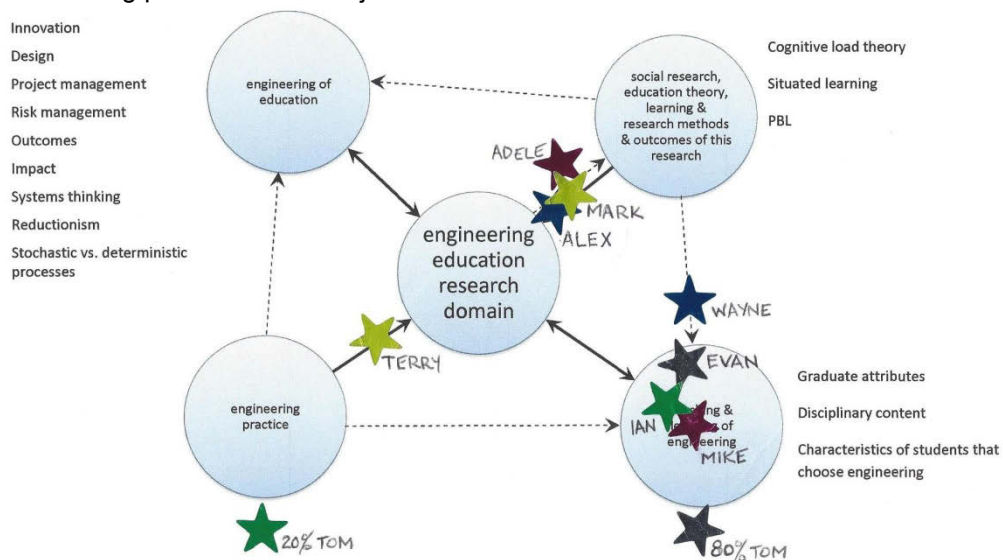 Innovation
Design
Project management
Risk management
Outcomes
Impact
Systems thinking
Reductionism
Stochastic vs. deterministic
processes
engineering of
education
social research,
education theory,
learning &
research methods
& outcomes of this
research
Cognitive load theory
Situated learning
PBL
ADELE
MARK
ALEX
engineering
education
research
domain
WAYNE
TERRY
EVAN
engineering
practice
&
IAN
of
engineering
MIKE
Graduate attributes
Disciplinary content
Characteristics of students that
choose engineering
20% TOM
80% TOM